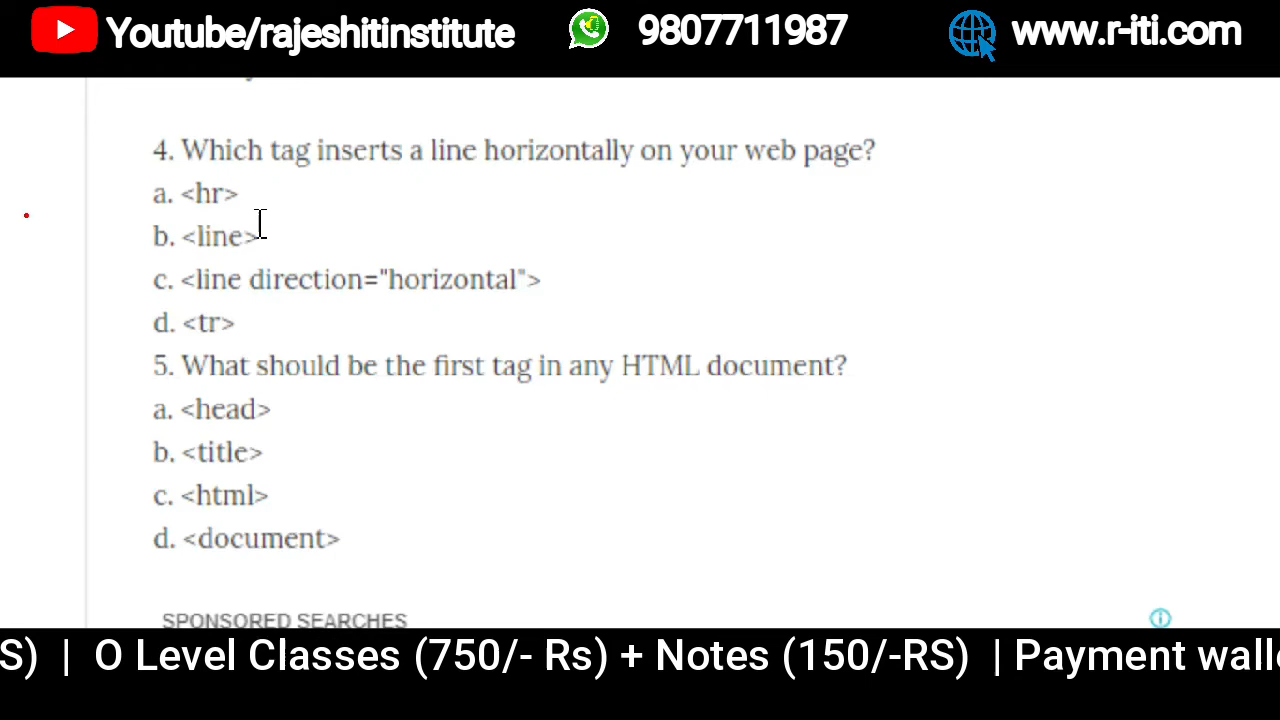 Youtube/rajeshitinstitute 9807711987 www.r-iti.com
4. Which tag inserts a line horizontally on your web page?
a. <hr>
b. <line>
c. <line direction="horizontal">
d. <tr>
5. What should be the first tag in any HTML document?
a. <head>
b. <title>
c. <html>
d. <document>
SPONSORED SEARCHES
S) | O Level Classes (750/- Rs) + Notes (150/-RS) | Payment